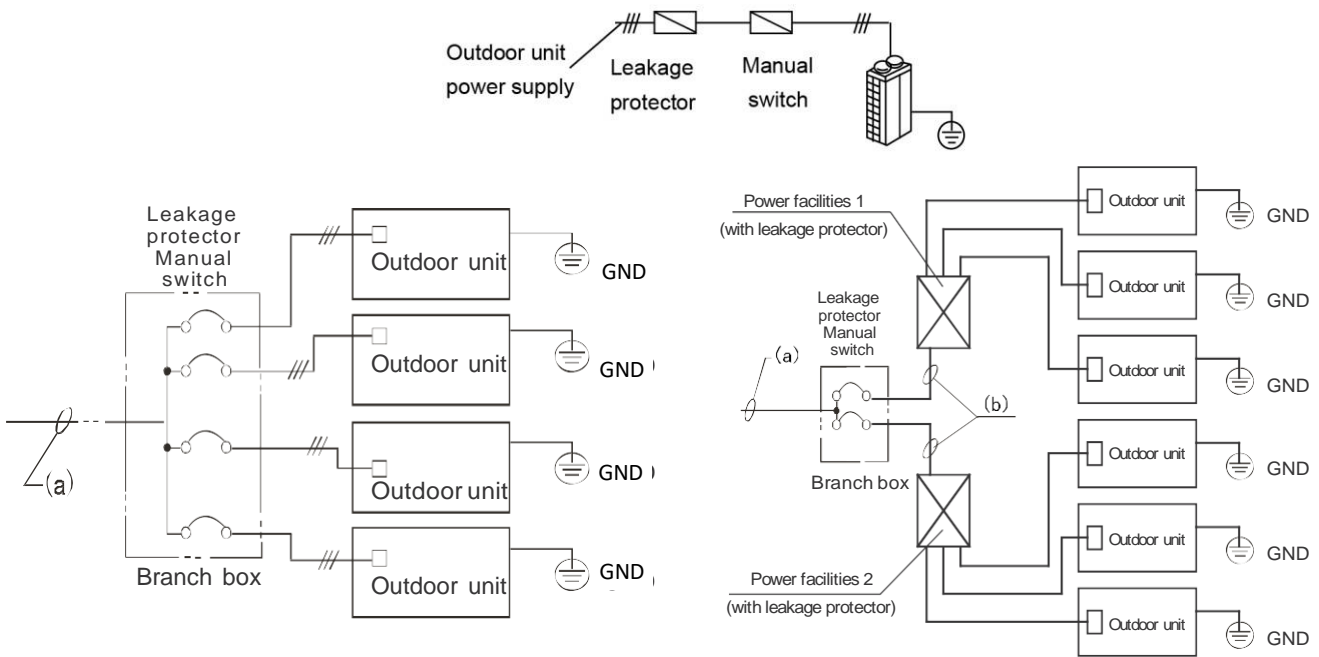 Outdoor unit
power supply
Leakage
protector
Manual
switch
Leakage
protector
Manual
switch
Outdoor unit
GND
Outdoor unit
GND
(a)
Outdoor unit
GND
Outdoor unit
GND
Branch box
Power facilities 1
(with leakage protector)
Outdoor unit
GND
Outdoor unit
GND
Leakage
protector
Manual
switch
(a)
Outdoor unit
GND
(b)
Branch box
Outdoor unit
GND
Outdoor unit
GND
Power facilities 2
(with leakage protector)
Outdoor unit
GND